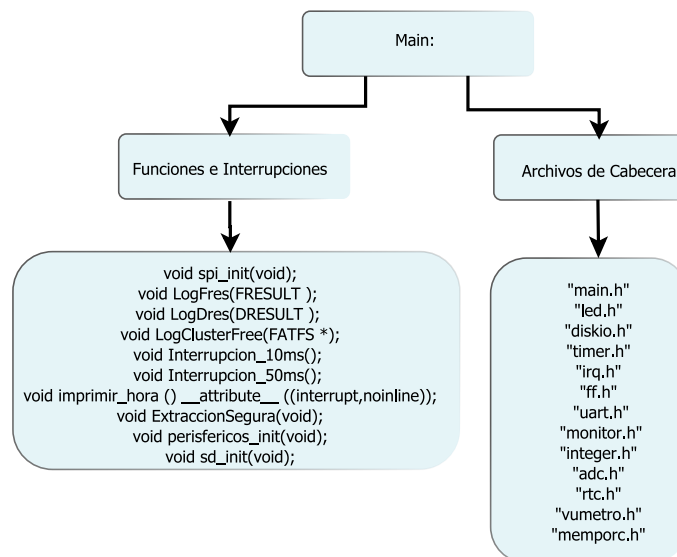 Main:
Funciones e Interrupciones
Archivos de Cabecera
void spi_init(void);
void LogFres(FRESULT );
void LogDres(DRESULT );
void LogClusterFree(FATFS *);
void Interrupcion_10ms();
void Interrupcion_50ms();
void imprimir_hora () __attribute__ ((interrupt,noinline));
void ExtraccionSegura(void);
void perisfericos_init(void);
void sd_init(void);
"main.h"
"led.h"
"diskio.h"
"timer.h"
"irq.h"
"ff.h"
"uart.h"
"monitor.h"
"integer.h"
"adc.h"
"rtc.h"
"vumetro.h"
"memporc.h"